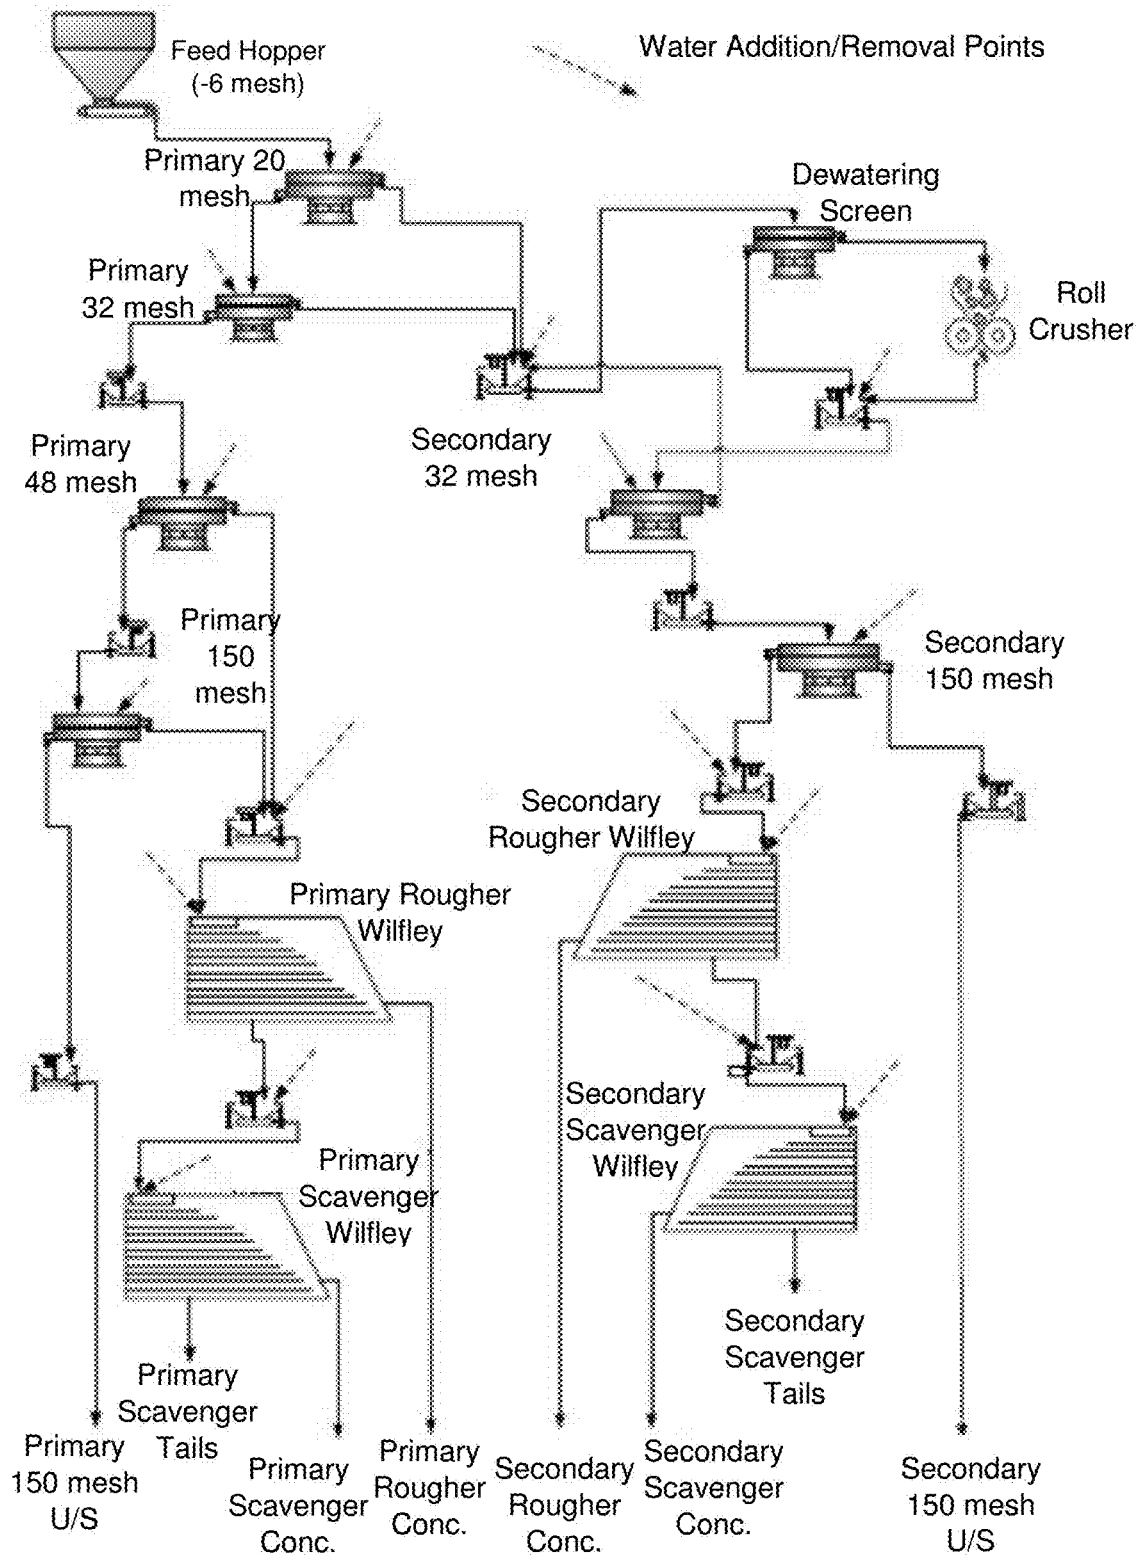 Feed Hopper
(-6 mesh)
Water Addition/Removal Points
Primary 20
mesh
Dewatering
Screen
Primary
32 mesh
Roll
Crusher
Primary
48 mesh
Secondary
32 mesh
Primary
150
mesh
Secondary
150 mesh
Secondary
Rougher Wilfley
Primary Rougher
Wilfley
Secondary
Scavenger
Wilfley
Primary
Scavenger
Wilfley
Secondary
Scavenger
Tails
Primary
Scavenger
Tails
Primary
150 mesh
U/S
Primary
Scavenger
Conc.
Primary
Rougher
Conc.
Secondary
Rougher
Conc.
Secondary
Scavenger
Conc.
Secondary
150 mesh
U/S